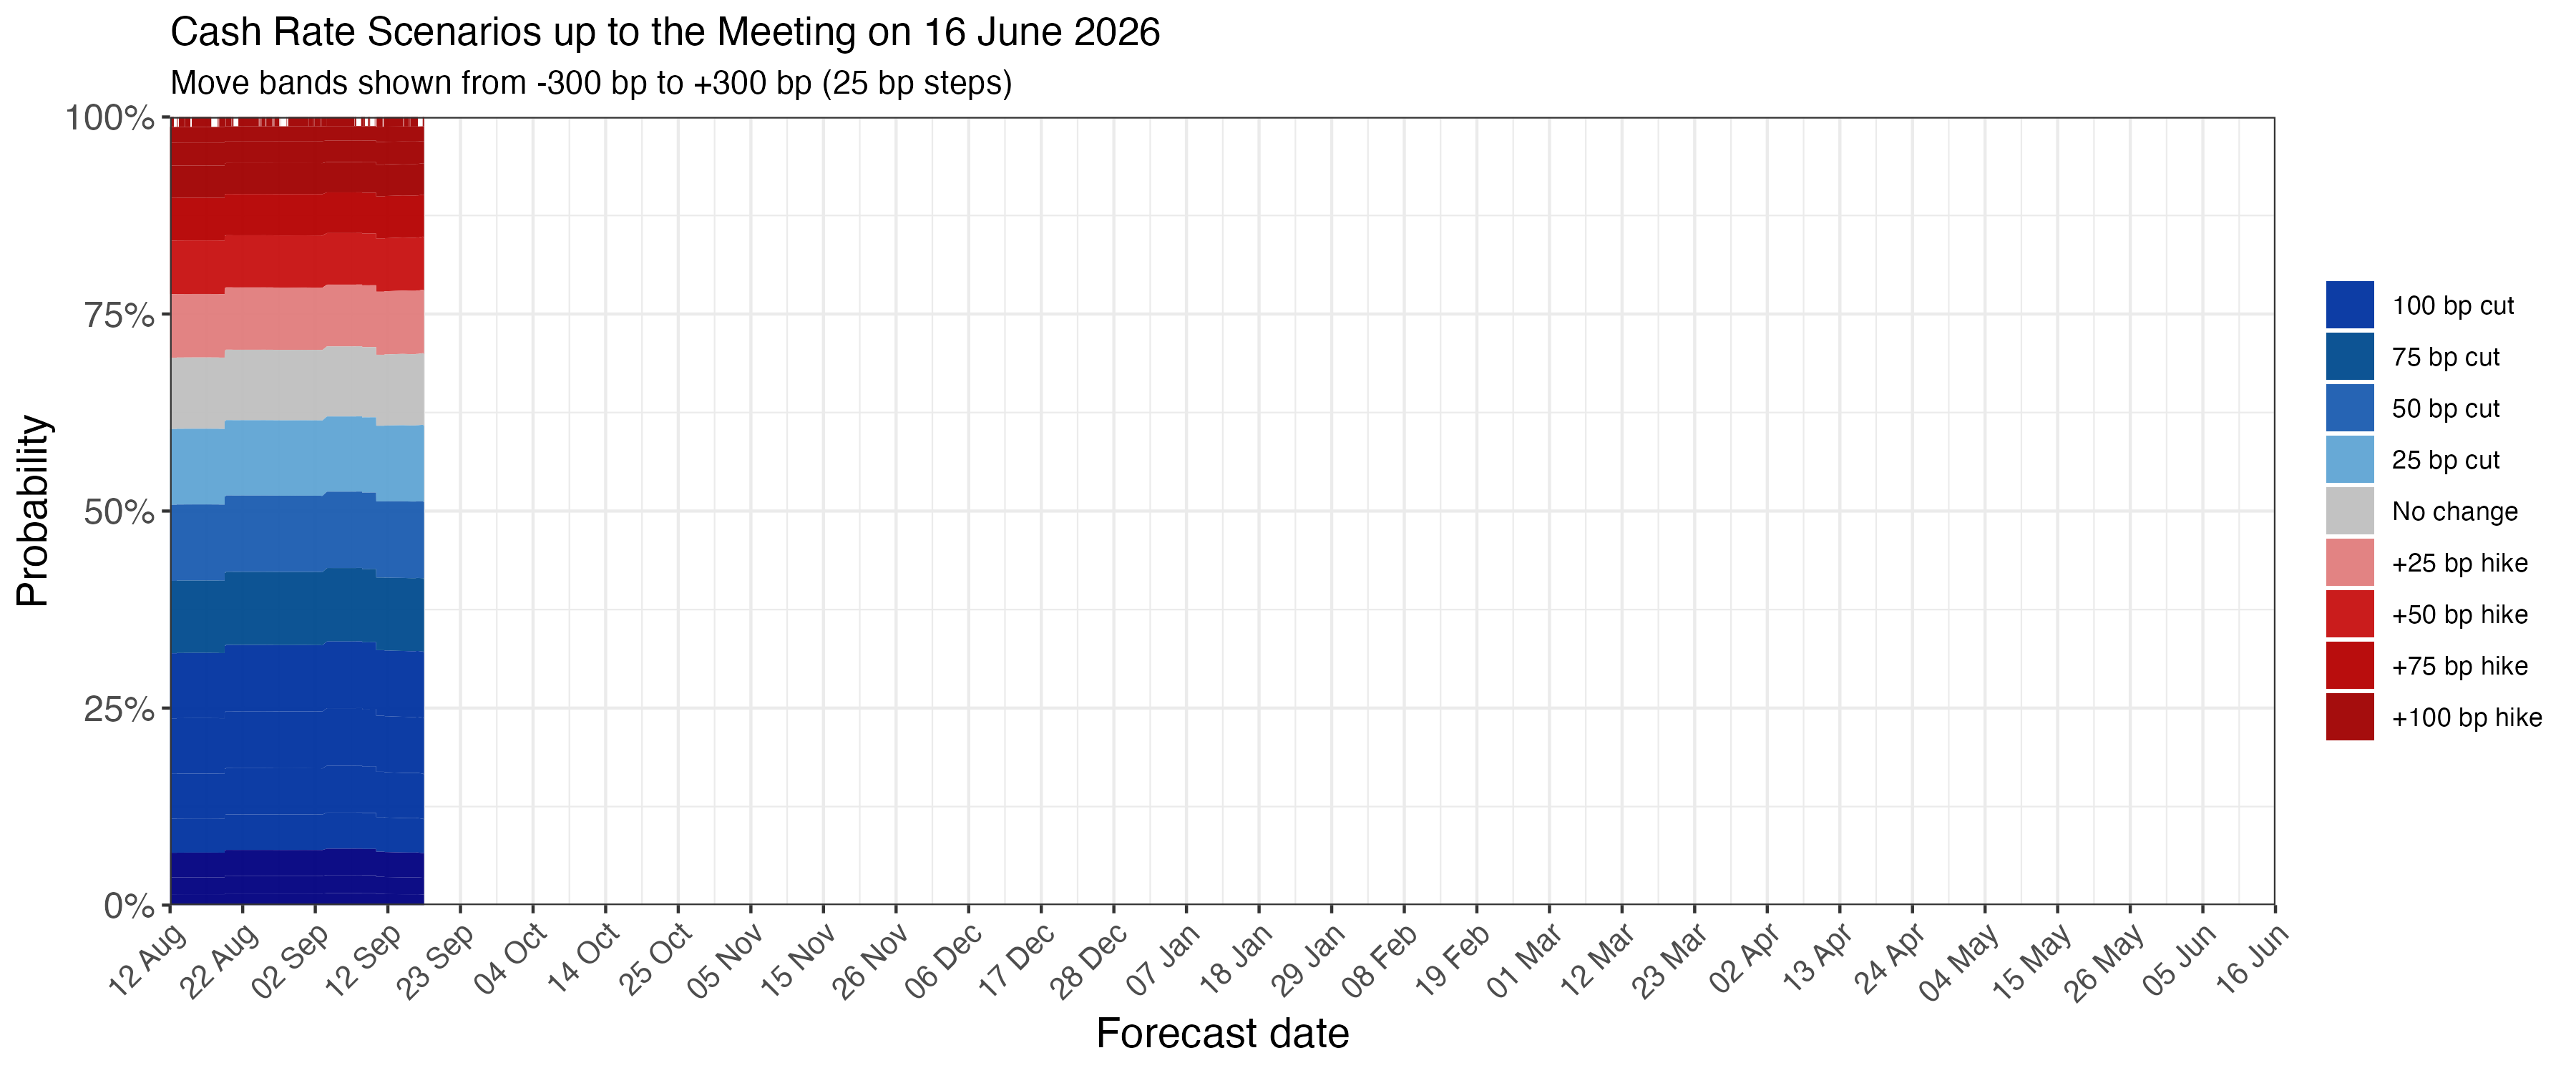 Cash Rate Scenarios up to the Meeting on 16 June 2026
Move bands shown from -300 bp to +300 bp (25 bp steps)
Probability
100%
75%
50%
25%
0%
12 Aug
22 Aug
02 Sep
12 Sep
23 Sep
04 Oct
14 Oct
25 Oct
05 Nov
15 Nov
26 Nov
06 Dec
17 Dec
28 Dec
07 Jan
18 Jan
29 Jan
08 Feb
19 Feb
01 Mar
12 Mar
23 Mar
02 Apr
13 Apr
24 Apr
04 May
15 May
26 May
05 Jun
16 Jun
Forecast date
100 bp cut
75 bp cut
50 bp cut
25 bp cut
No change
+25 bp hike
+50 bp hike
+75 bp hike
+100 bp hike